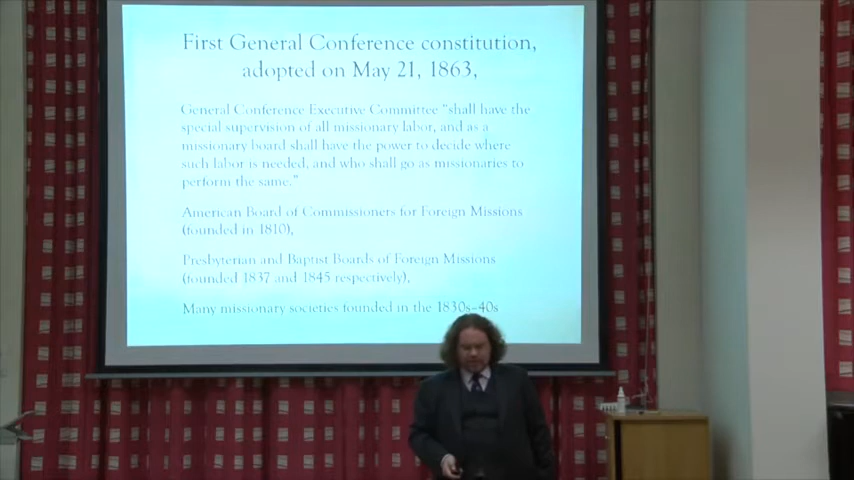 First General Conference constitution,
adopted on May 21, 1863,
General Conference Executive Committee "shall have the
special supervision of all missionary labor, and as a
missionary board shall have the power to decide where
such labor is needed, and who shall go as missionaries to
perform the same."
American Board of Commissioners for Foreign Missions
(founded in 1810),
Presbyterian and Baptist Boards of Foreign Missions
(founded 1837 and 1845 respectively),
Many missionary societies founded in the 1830s–40s